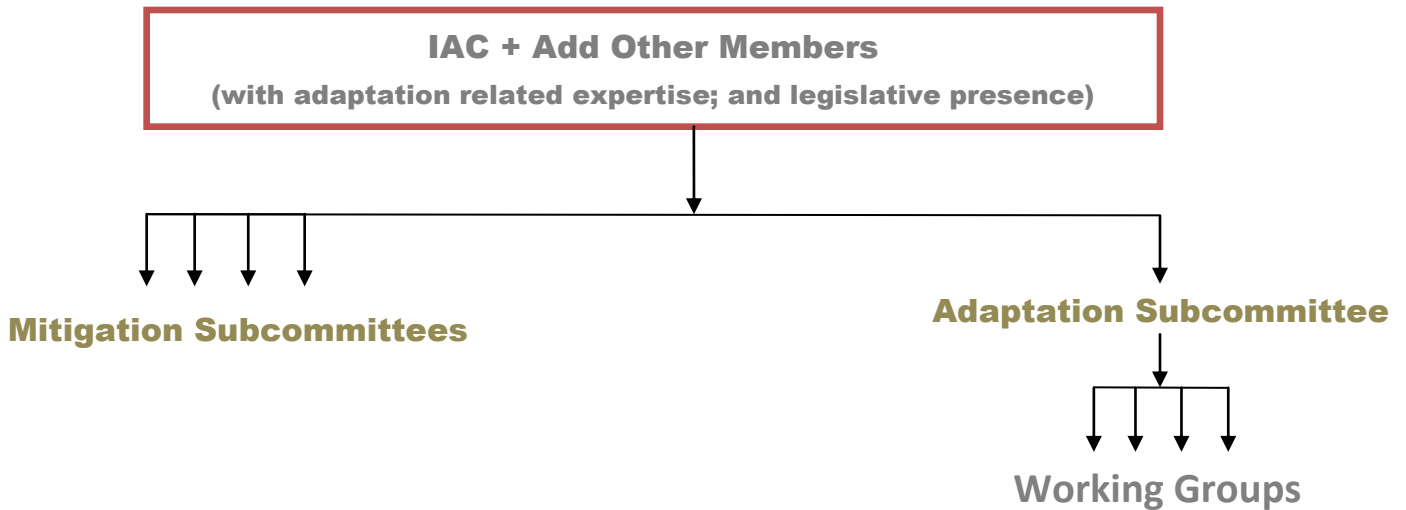 IAC + Add Other Members
(with adaptation related expertise; and legislative presence)
Mitigation Subcommittees
Adaptation Subcommittee
Working Groups